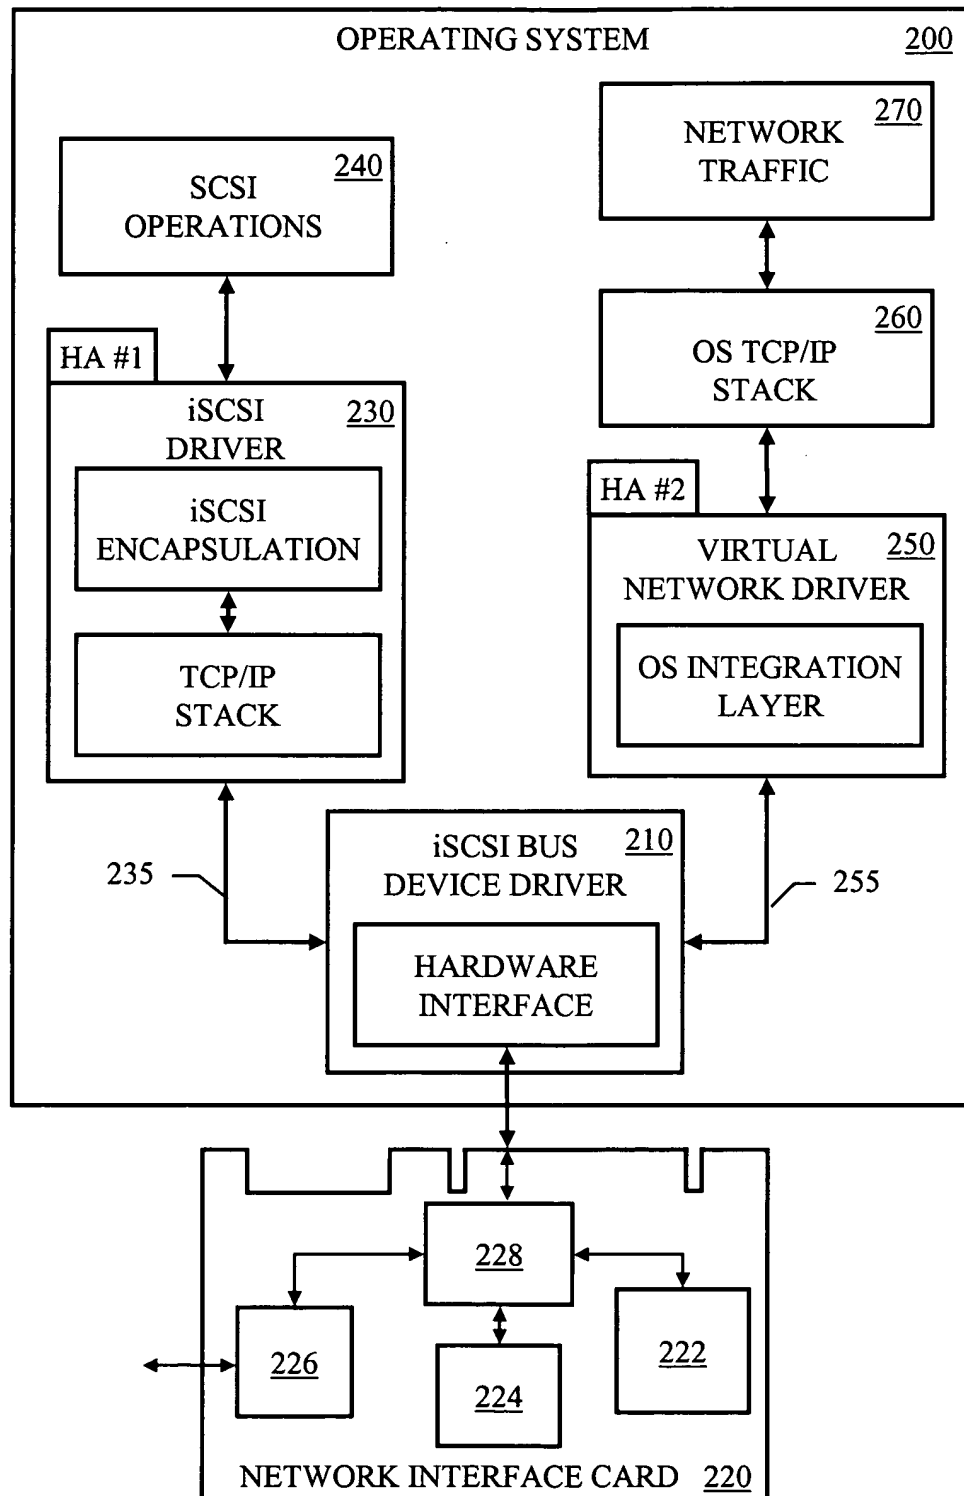 OPERATING SYSTEM 200
270
NETWORK
TRAFFIC
240
SCSI
OPERATIONS
260
OS TCP/IP
STACK
HA #1
iSCSI 230
DRIVER
iSCSI
ENCAPSULATION
TCP/IP
STACK
HA #2
VIRTUAL 250
NETWORK DRIVER
OS INTEGRATION
LAYER
iSCSI BUS 210
DEVICE DRIVER
HARDWARE
INTERFACE
235
255
228
226
224
222
NETWORK INTERFACE CARD 220